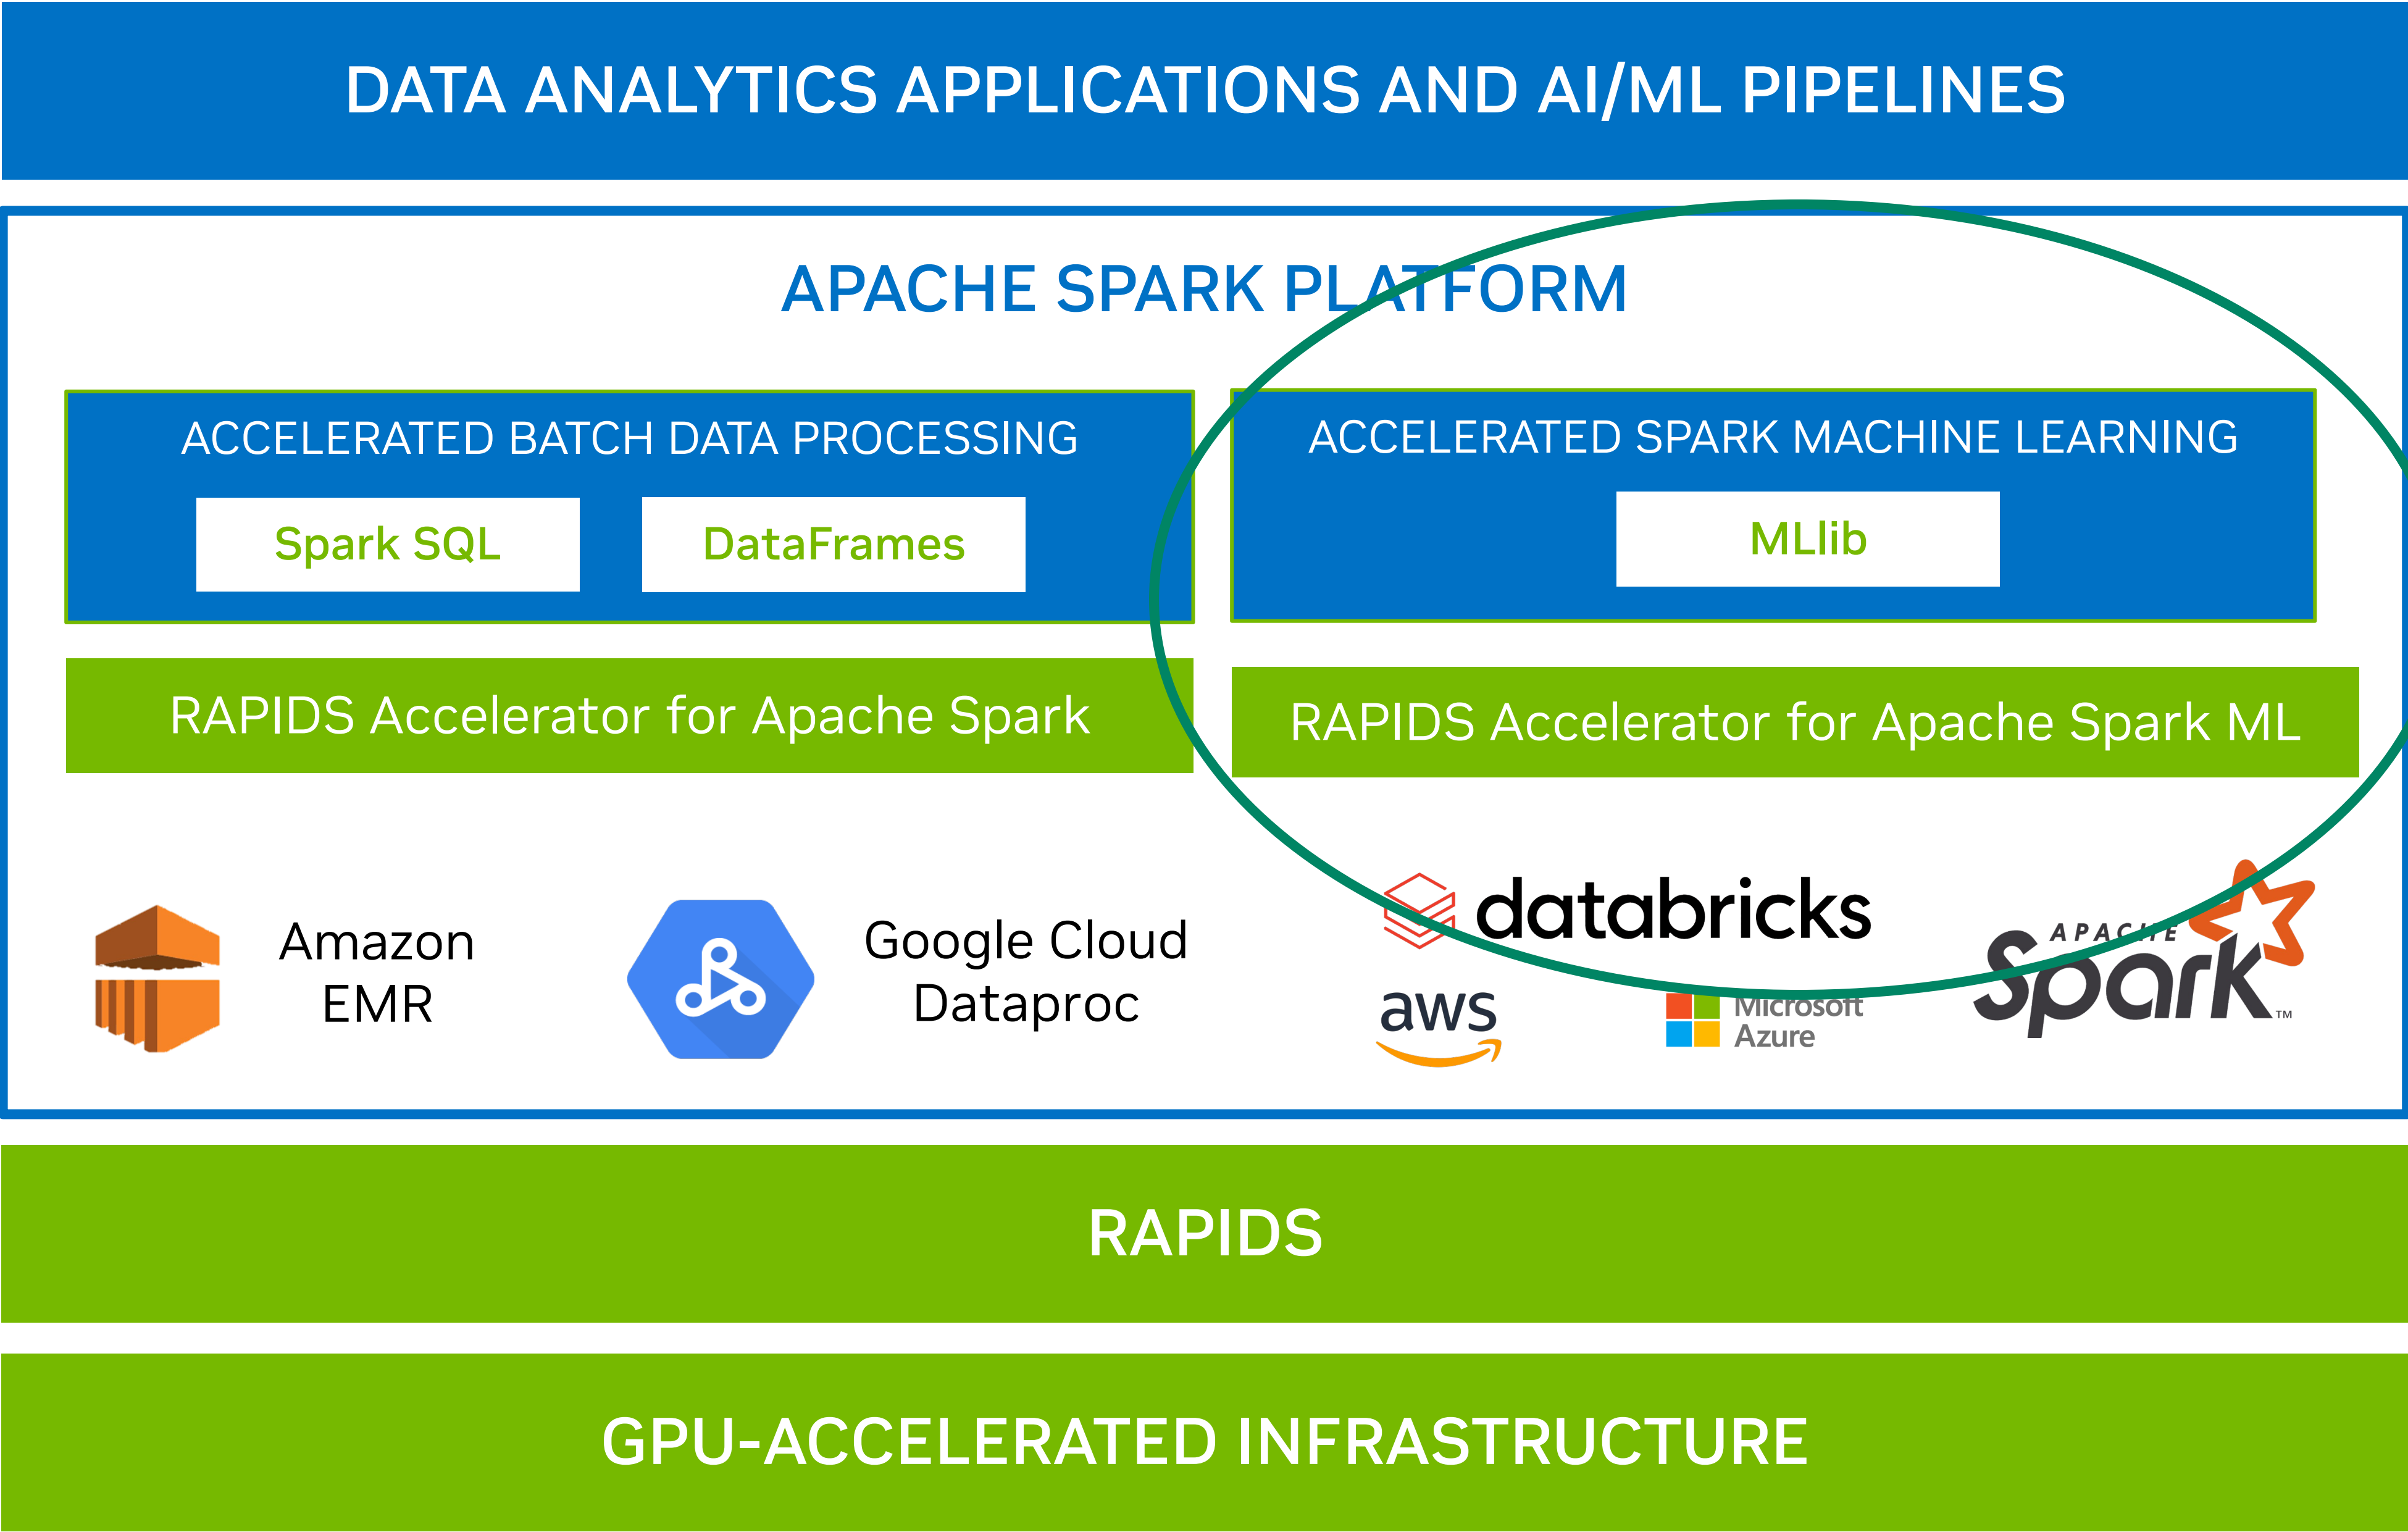 DATA ANALYTICS APPLICATIONS AND AI/ML PIPELINES
APACHE SPARK PLATFORM
ACCELERATED BATCH DATA PROCESSING
Spark SQL
DataFrames
ACCELERATED SPARK MACHINE LEARNING
MLlib
RAPIDS Accelerator for Apache Spark
RAPIDS Accelerator for Apache Spark ML
Amazon
EMR
Google Cloud
Dataproc
databricks
aws
Microsoft
Azure
APACHE
Spark™
RAPIDS
GPU-ACCELERATED INFRASTRUCTURE